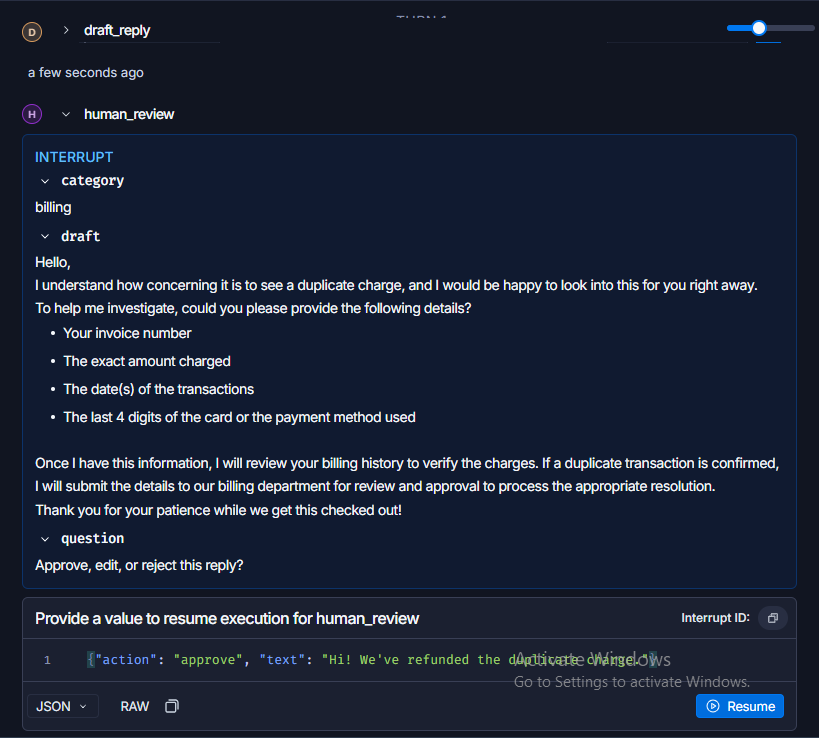 D
draft_reply
a few seconds ago
H
human_review
INTERRUPT
category
billing
draft
Hello,
I understand how concerning it is to see a duplicate charge, and I would be happy to look into this for you right away.
To help me investigate, could you please provide the following details?
• Your invoice number
• The exact amount charged
• The date(s) of the transactions
• The last 4 digits of the card or the payment method used
Once I have this information, I will review your billing history to verify the charges. If a duplicate transaction is confirmed,
I will submit the details to our billing department for review and approval to process the appropriate resolution.
Thank you for your patience while we get this checked out!
question
Approve, edit, or reject this reply?
Provide a value to resume execution for human_review
Interrupt ID:
1 {"action": "approve", "text": "Hi! We've refunded the duplicate charge."}
Activate Windows
Go to Settings to activate Windows.
JSON
RAW
Resume